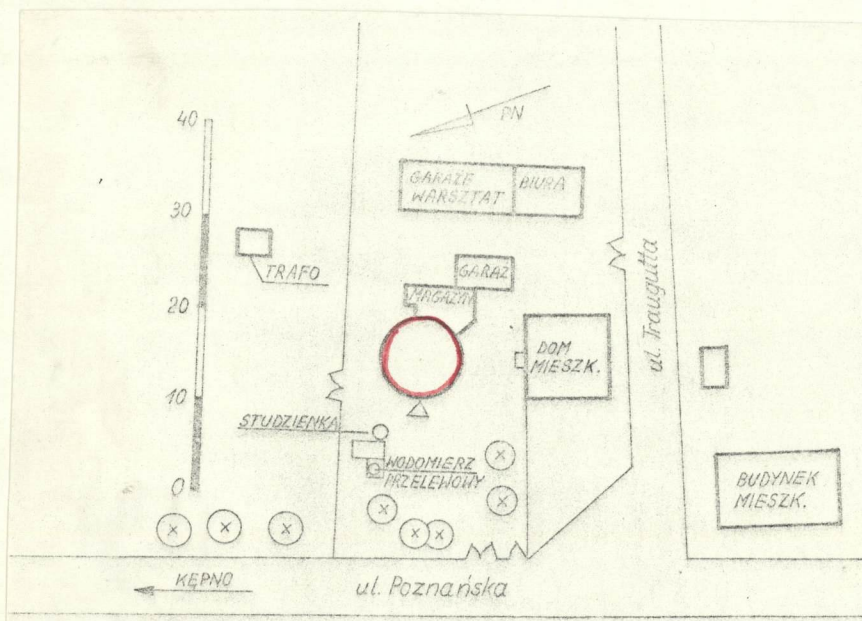 40
PN
GARAŻE
WARSZTAT
BIURA
30
TRAFO
GARAŻ
MAGAZYN
ul. Traugutta
20
DOM
MIESZK.
10
STUDZIENKA
WODOMIERZ
PRZELEWOWY
0
BUDYNEK
MIESZK.
KĘPNO
ul. Poznańska